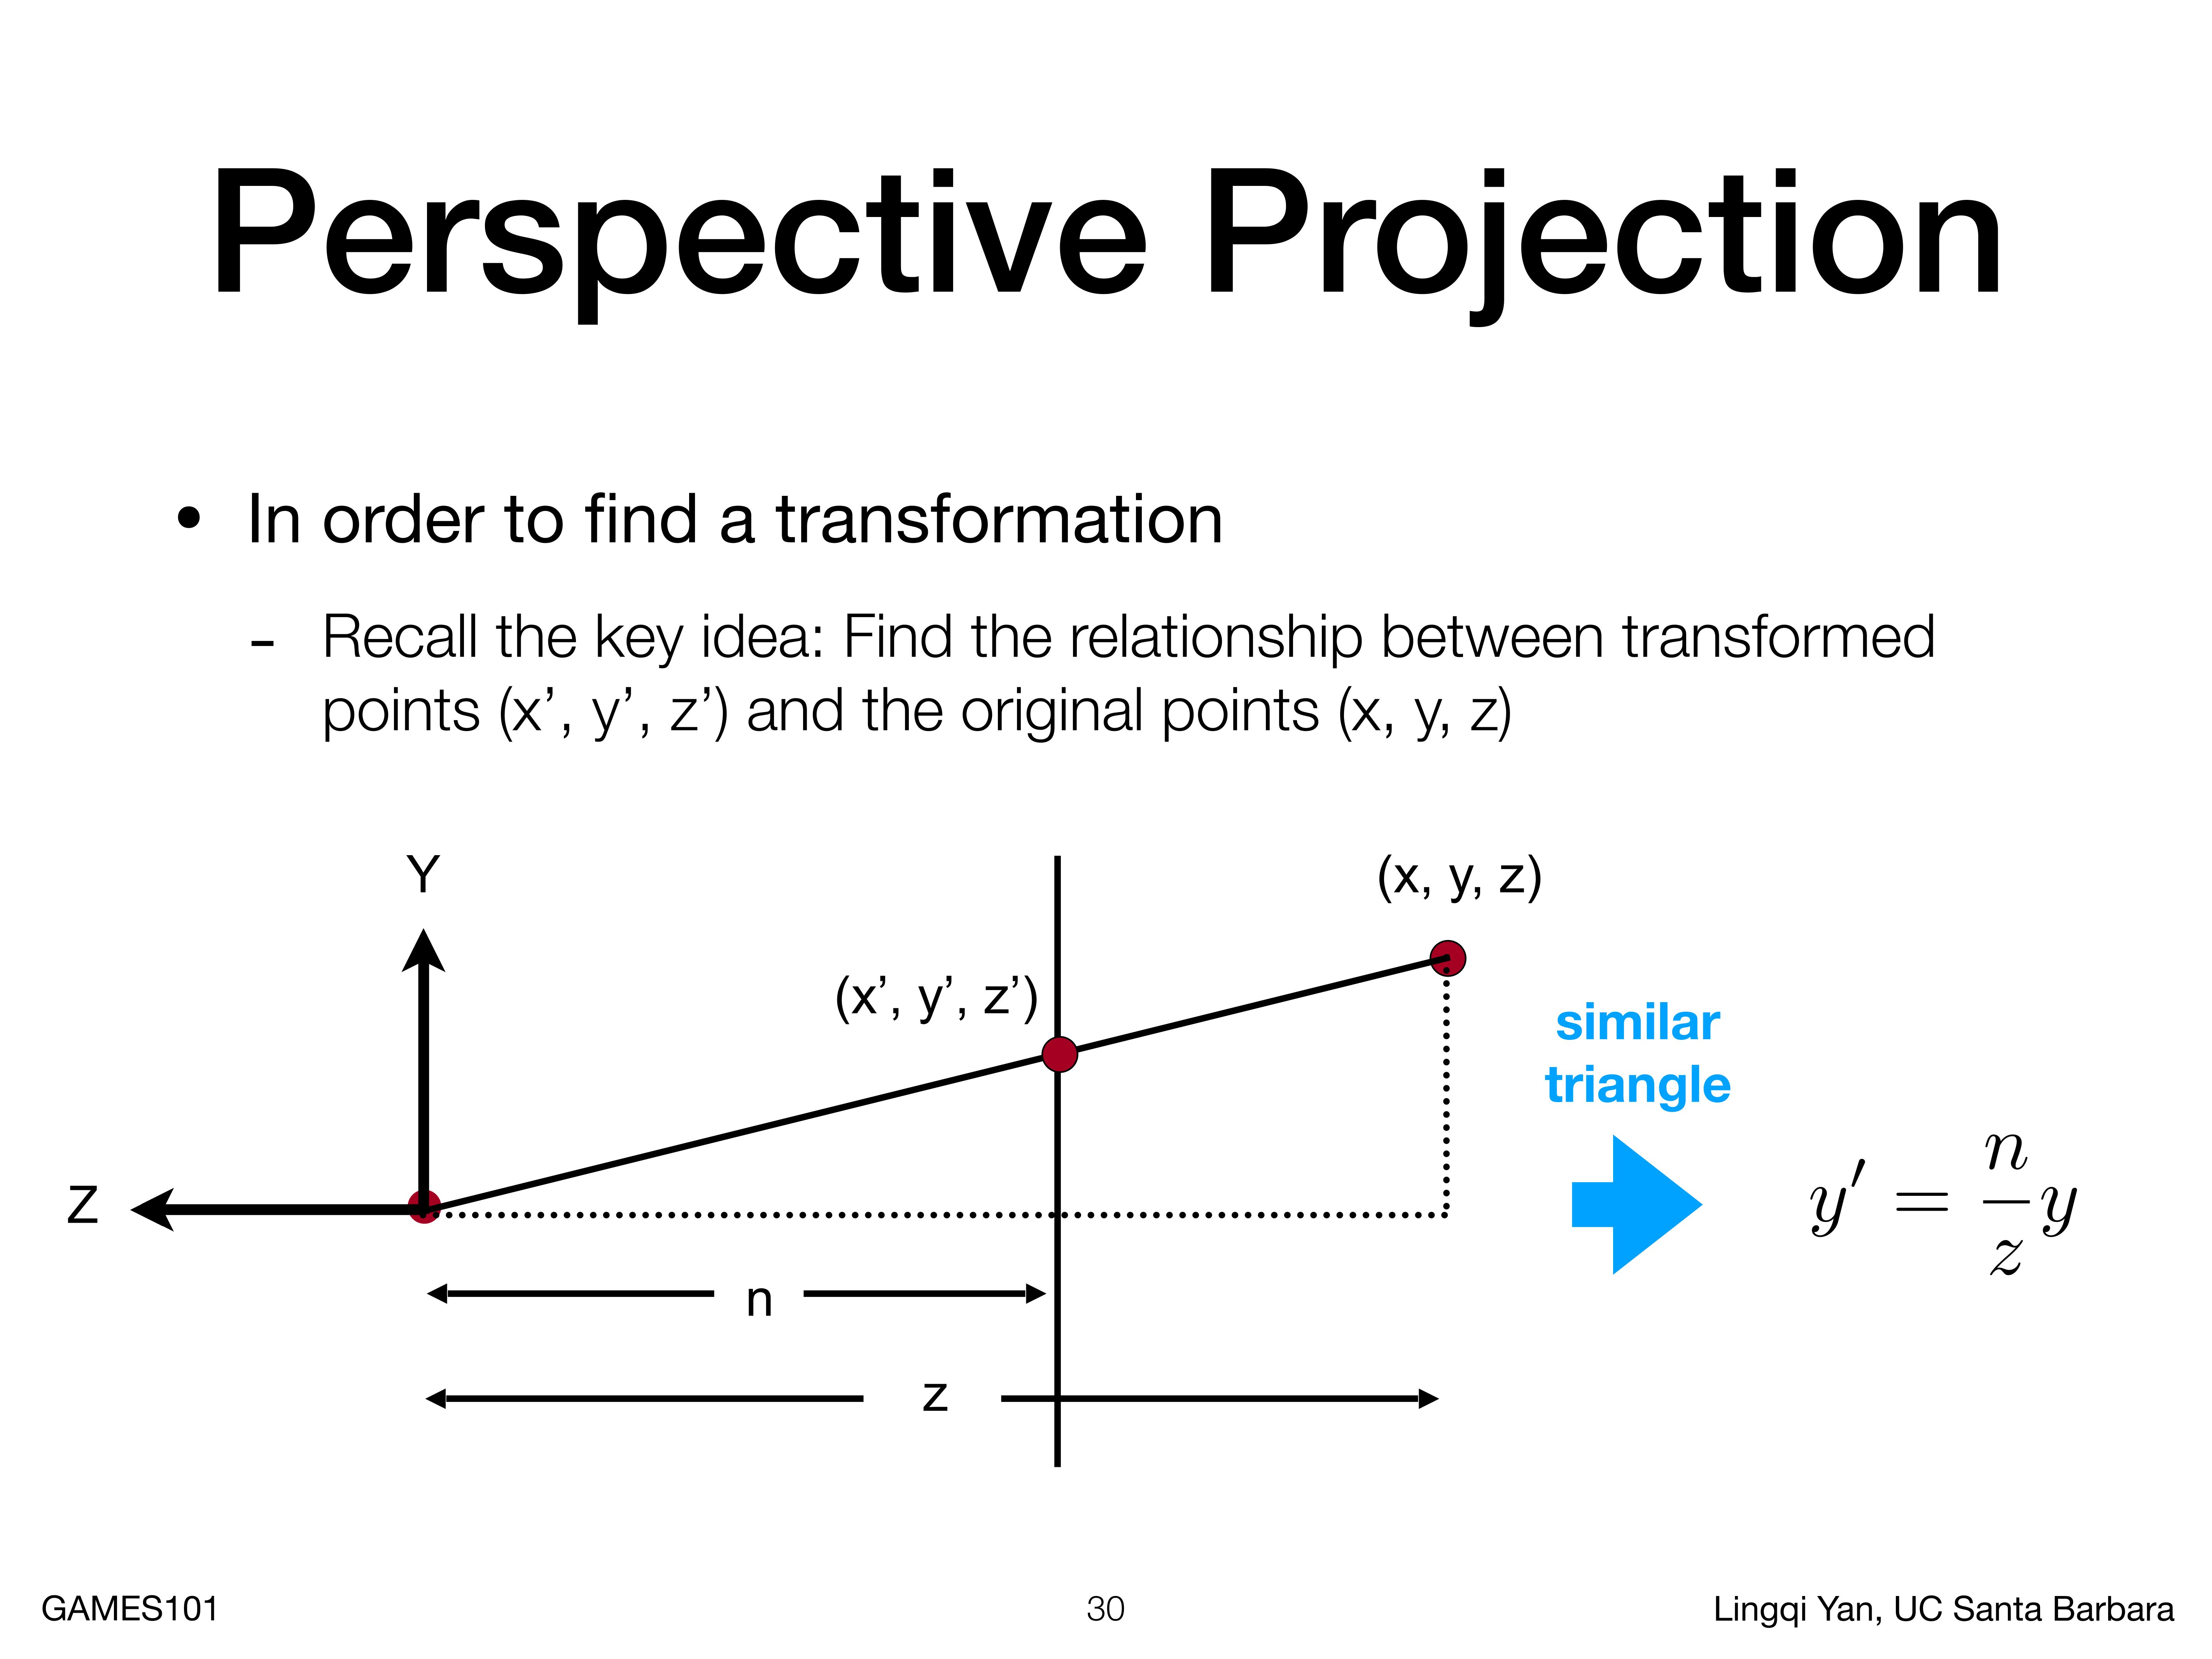 Perspective Projection
• In order to find a transformation
- Recall the key idea: Find the relationship between transformed
points (x’, y’, z’) and the original points (x, y, z)
Y
(x, y, z)
(x’, y’, z’)
similar
triangle
z
y′ = n/z y
n
z
GAMES101
30
Lingqi Yan, UC Santa Barbara